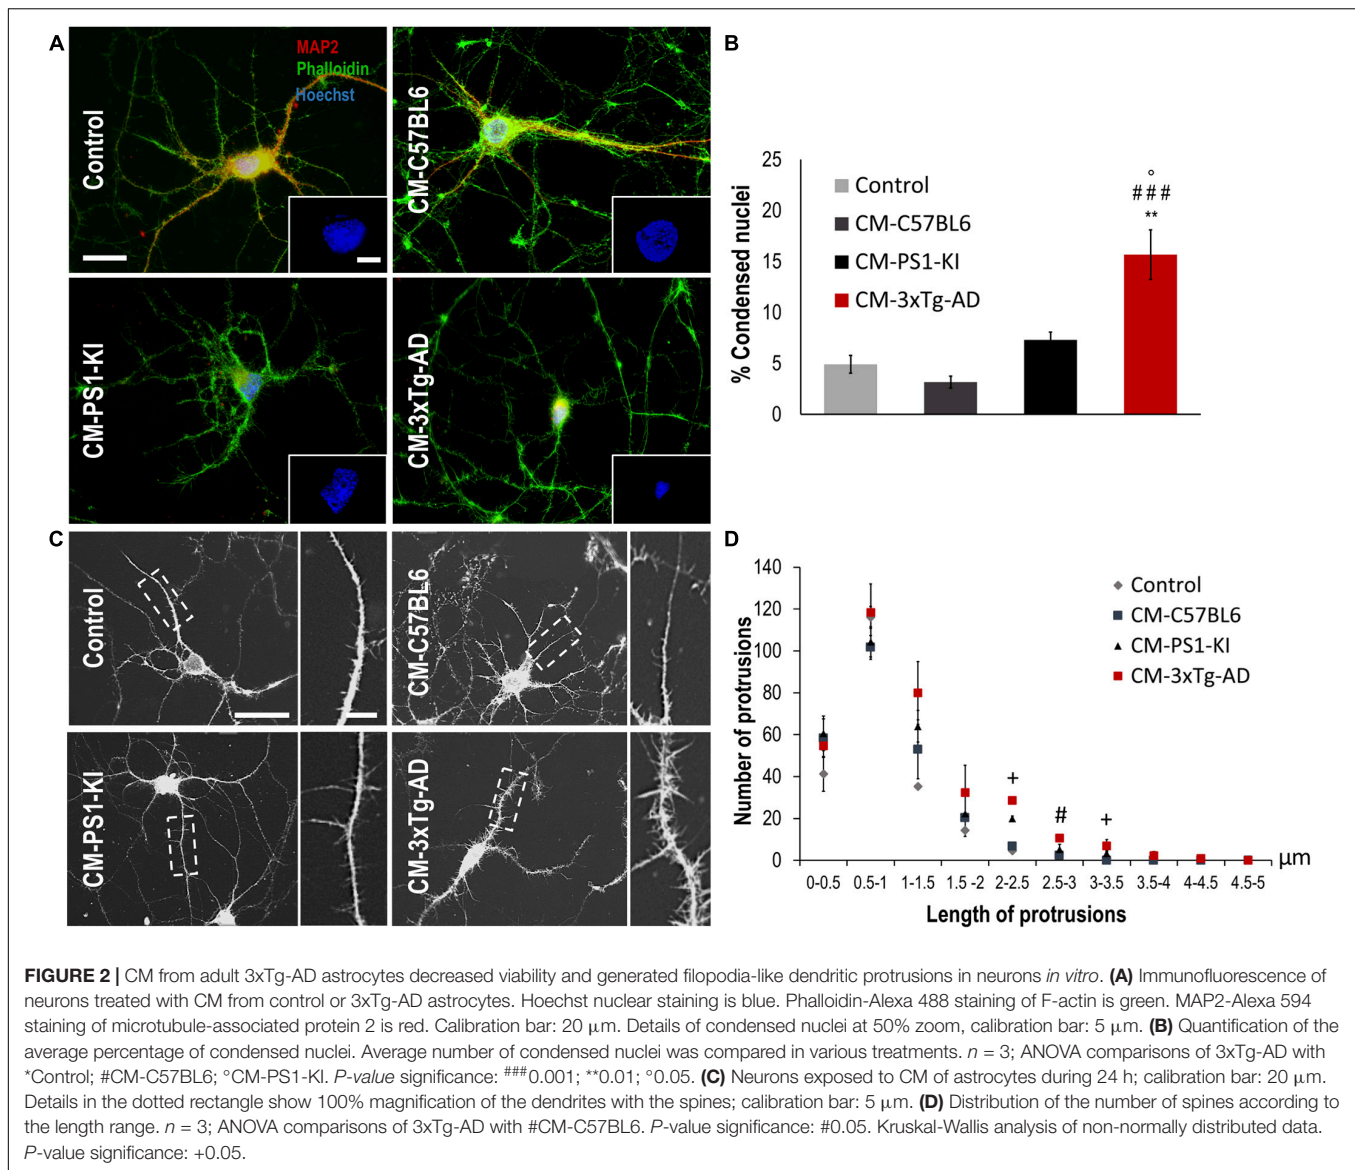 A
MAP2
Phalloidin
Hoechst
Control
CM-C57BL6
CM-PS1-KI
CM-3xTg-AD
B
% Condensed nuclei
25
20
15
10
5
0
Control
CM-C57BL6
CM-PS1-KI
CM-3xTg-AD
°
###
**
C
Control
CM-C57BL6
CM-PS1-KI
CM-3xTg-AD
D
Number of protrusions
140
120
100
80
60
40
20
0
Control
CM-C57BL6
CM-PS1-KI
CM-3xTg-AD
+
#
+
0-0.5 0.5-1 1-1.5 1.5 -2 2-2.5 2.5-3 3-3.5 3.5-4 4-4.5 4.5-5
μm
Length of protrusions
FIGURE 2 | CM from adult 3xTg-AD astrocytes decreased viability and generated filopodia-like dendritic protrusions in neurons in vitro. (A) Immunofluorescence of
neurons treated with CM from control or 3xTg-AD astrocytes. Hoechst nuclear staining is blue. Phalloidin-Alexa 488 staining of F-actin is green. MAP2-Alexa 594
staining of microtubule-associated protein 2 is red. Calibration bar: 20 μm. Details of condensed nuclei at 50% zoom, calibration bar: 5 μm. (B) Quantification of the
average percentage of condensed nuclei. Average number of condensed nuclei was compared in various treatments. n = 3; ANOVA comparisons of 3xTg-AD with
*Control; #CM-C57BL6; °CM-PS1-KI. P-value significance: ###0.001; **0.01; °0.05. (C) Neurons exposed to CM of astrocytes during 24 h; calibration bar: 20 μm.
Details in the dotted rectangle show 100% magnification of the dendrites with the spines; calibration bar: 5 μm. (D) Distribution of the number of spines according to
the length range. n = 3; ANOVA comparisons of 3xTg-AD with #CM-C57BL6. P-value significance: #0.05. Kruskal-Wallis analysis of non-normally distributed data.
P-value significance: +0.05.